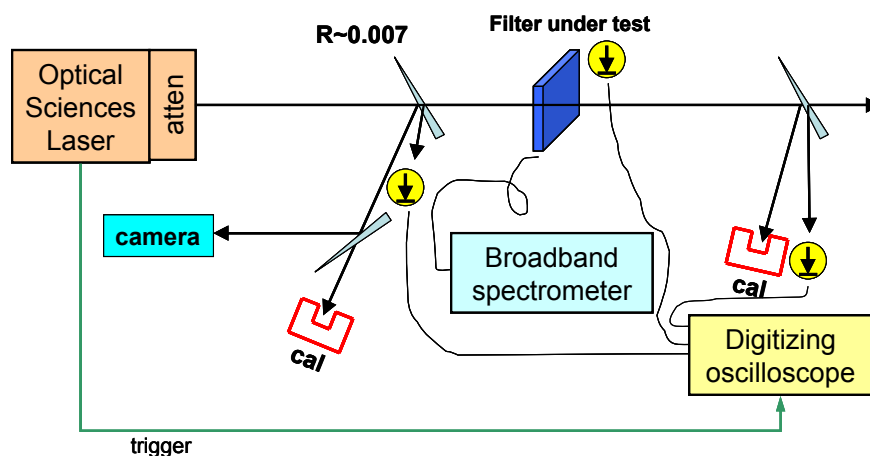 R~0.007
Filter under test
Optical
Sciences
Laser
atten
camera
Broadband
spectrometer
cal
cal
Digitizing
oscilloscope
trigger